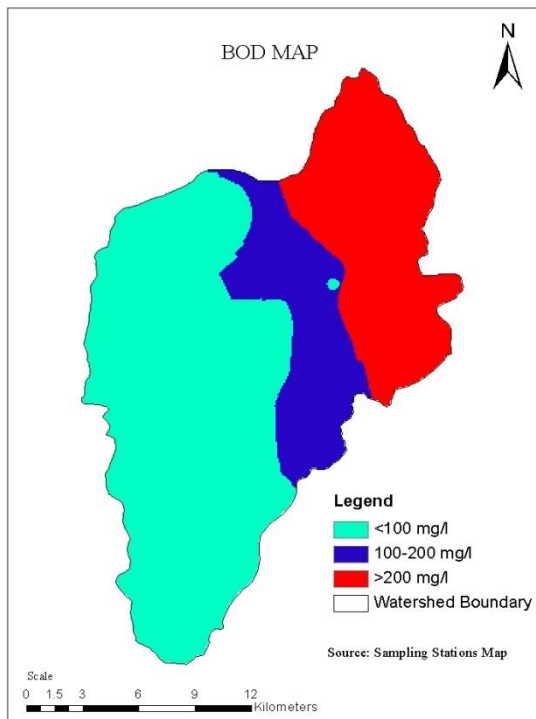 N
BOD MAP
Legend
<100 mg/l
100-200 mg/l
>200 mg/l
Watershed Boundary
Source: Sampling Stations Map
Scale
0 1.5 3 6 9 12
Kilometers